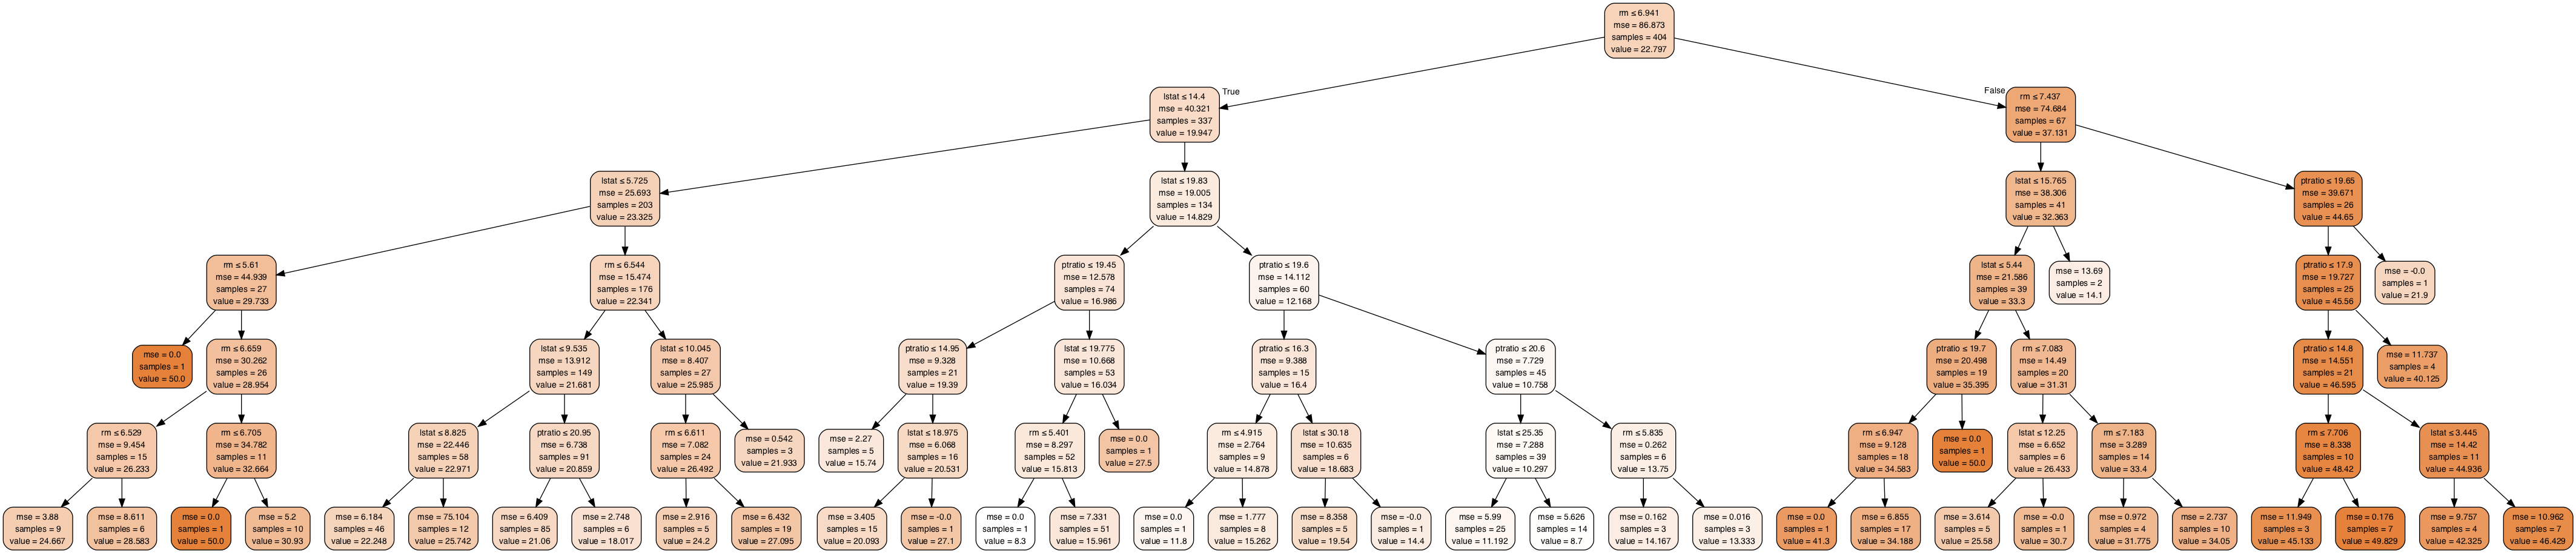 rm ≤ 6.941
mse = 86.873
samples = 404
value = 22.797
True
False
lstat ≤ 14.4
mse = 40.321
samples = 337
value = 19.947
rm ≤ 7.437
mse = 74.684
samples = 67
value = 37.131
lstat ≤ 5.725
mse = 25.693
samples = 203
value = 23.325
lstat ≤ 19.83
mse = 19.005
samples = 134
value = 14.829
lstat ≤ 15.765
mse = 38.306
samples = 41
value = 32.363
ptratio ≤ 19.65
mse = 39.671
samples = 26
value = 44.65
rm ≤ 5.61
mse = 44.939
samples = 27
value = 29.733
rm ≤ 6.544
mse = 15.474
samples = 176
value = 22.341
ptratio ≤ 19.45
mse = 12.578
samples = 74
value = 16.986
ptratio ≤ 19.6
mse = 14.112
samples = 60
value = 12.168
lstat ≤ 5.44
mse = 21.586
samples = 39
value = 33.3
mse = 13.69
samples = 2
value = 14.1
ptratio ≤ 17.9
mse = 19.727
samples = 25
value = 45.56
mse = -0.0
samples = 1
value = 21.9
mse = 0.0
samples = 1
value = 50.0
rm ≤ 6.659
mse = 30.262
samples = 26
value = 28.954
lstat ≤ 9.535
mse = 13.912
samples = 149
value = 21.681
lstat ≤ 10.045
mse = 8.407
samples = 27
value = 25.985
ptratio ≤ 14.95
mse = 9.328
samples = 21
value = 19.39
lstat ≤ 19.775
mse = 10.668
samples = 53
value = 16.034
ptratio ≤ 16.3
mse = 9.388
samples = 15
value = 16.4
ptratio ≤ 20.6
mse = 7.729
samples = 45
value = 10.758
ptratio ≤ 19.7
mse = 20.498
samples = 19
value = 35.395
rm ≤ 7.083
mse = 14.49
samples = 20
value = 31.31
ptratio ≤ 14.8
mse = 14.551
samples = 21
value = 46.595
mse = 11.737
samples = 4
value = 40.125
rm ≤ 6.529
mse = 9.454
samples = 15
value = 26.233
rm ≤ 6.705
mse = 34.782
samples = 11
value = 32.664
lstat ≤ 8.825
mse = 22.446
samples = 58
value = 22.971
ptratio ≤ 20.95
mse = 6.738
samples = 91
value = 20.859
rm ≤ 6.611
mse = 7.082
samples = 24
value = 26.492
mse = 0.542
samples = 3
value = 21.933
mse = 2.27
samples = 5
value = 15.74
lstat ≤ 18.975
mse = 6.068
samples = 16
value = 20.531
rm ≤ 5.401
mse = 8.297
samples = 52
value = 15.813
mse = 0.0
samples = 1
value = 27.5
rm ≤ 4.915
mse = 2.764
samples = 9
value = 14.878
lstat ≤ 30.18
mse = 10.635
samples = 6
value = 18.683
lstat ≤ 25.35
mse = 7.288
samples = 39
value = 10.297
rm ≤ 5.835
mse = 0.262
samples = 6
value = 13.75
rm ≤ 6.947
mse = 9.128
samples = 18
value = 34.583
mse = 0.0
samples = 1
value = 50.0
lstat ≤ 12.25
mse = 6.652
samples = 6
value = 26.433
rm ≤ 7.183
mse = 3.289
samples = 14
value = 33.4
rm ≤ 7.706
mse = 8.338
samples = 10
value = 48.42
lstat ≤ 3.445
mse = 14.42
samples = 11
value = 44.936
mse = 3.88
samples = 9
value = 24.667
mse = 8.611
samples = 6
value = 28.583
mse = 0.0
samples = 1
value = 50.0
mse = 5.2
samples = 10
value = 30.93
mse = 6.184
samples = 46
value = 22.248
mse = 75.104
samples = 12
value = 25.742
mse = 6.409
samples = 85
value = 21.06
mse = 2.748
samples = 6
value = 18.017
mse = 2.916
samples = 5
value = 24.2
mse = 6.432
samples = 19
value = 27.095
mse = 3.405
samples = 15
value = 20.093
mse = -0.0
samples = 1
value = 27.1
mse = 0.0
samples = 1
value = 8.3
mse = 7.331
samples = 51
value = 15.961
mse = 0.0
samples = 1
value = 11.8
mse = 1.777
samples = 8
value = 15.262
mse = 8.358
samples = 5
value = 19.54
mse = -0.0
samples = 1
value = 14.4
mse = 5.99
samples = 25
value = 11.192
mse = 5.626
samples = 14
value = 8.7
mse = 0.162
samples = 3
value = 14.167
mse = 0.016
samples = 3
value = 13.333
mse = 0.0
samples = 1
value = 41.3
mse = 6.855
samples = 17
value = 34.188
mse = 3.614
samples = 5
value = 25.58
mse = -0.0
samples = 1
value = 30.7
mse = 0.972
samples = 4
value = 31.775
mse = 2.737
samples = 10
value = 34.05
mse = 11.949
samples = 3
value = 45.133
mse = 0.176
samples = 7
value = 49.829
mse = 9.757
samples = 4
value = 42.325
mse = 10.962
samples = 7
value = 46.429